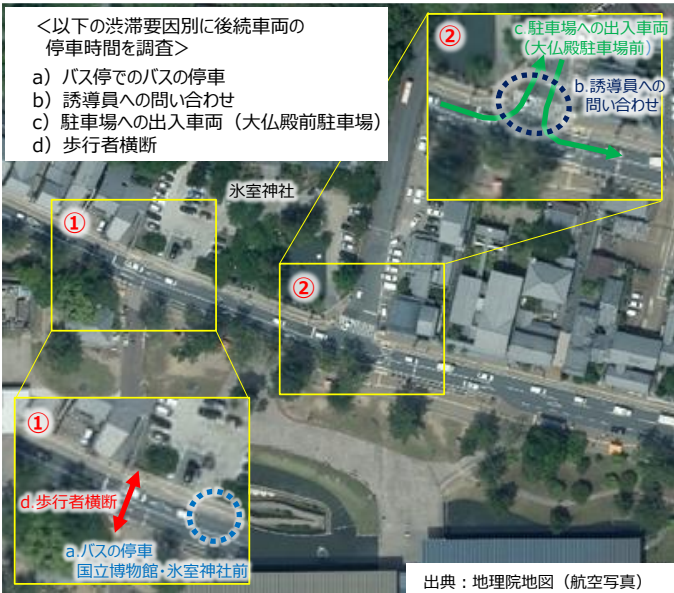 ＜以下の渋滞要因別に後続車両の
停車時間を調査＞
a）バス停でのバスの停車
b）誘導員への問い合わせ
c）駐車場への出入車両（大仏殿前駐車場）
d）歩行者横断
②
c.駐車場への出入車両
（大仏殿駐車場前）
b.誘導員への
問い合わせ
氷室神社
①
②
①
d.歩行者横断
a.バスの停車
国立博物館・氷室神社前
出典：地理院地図（航空写真）